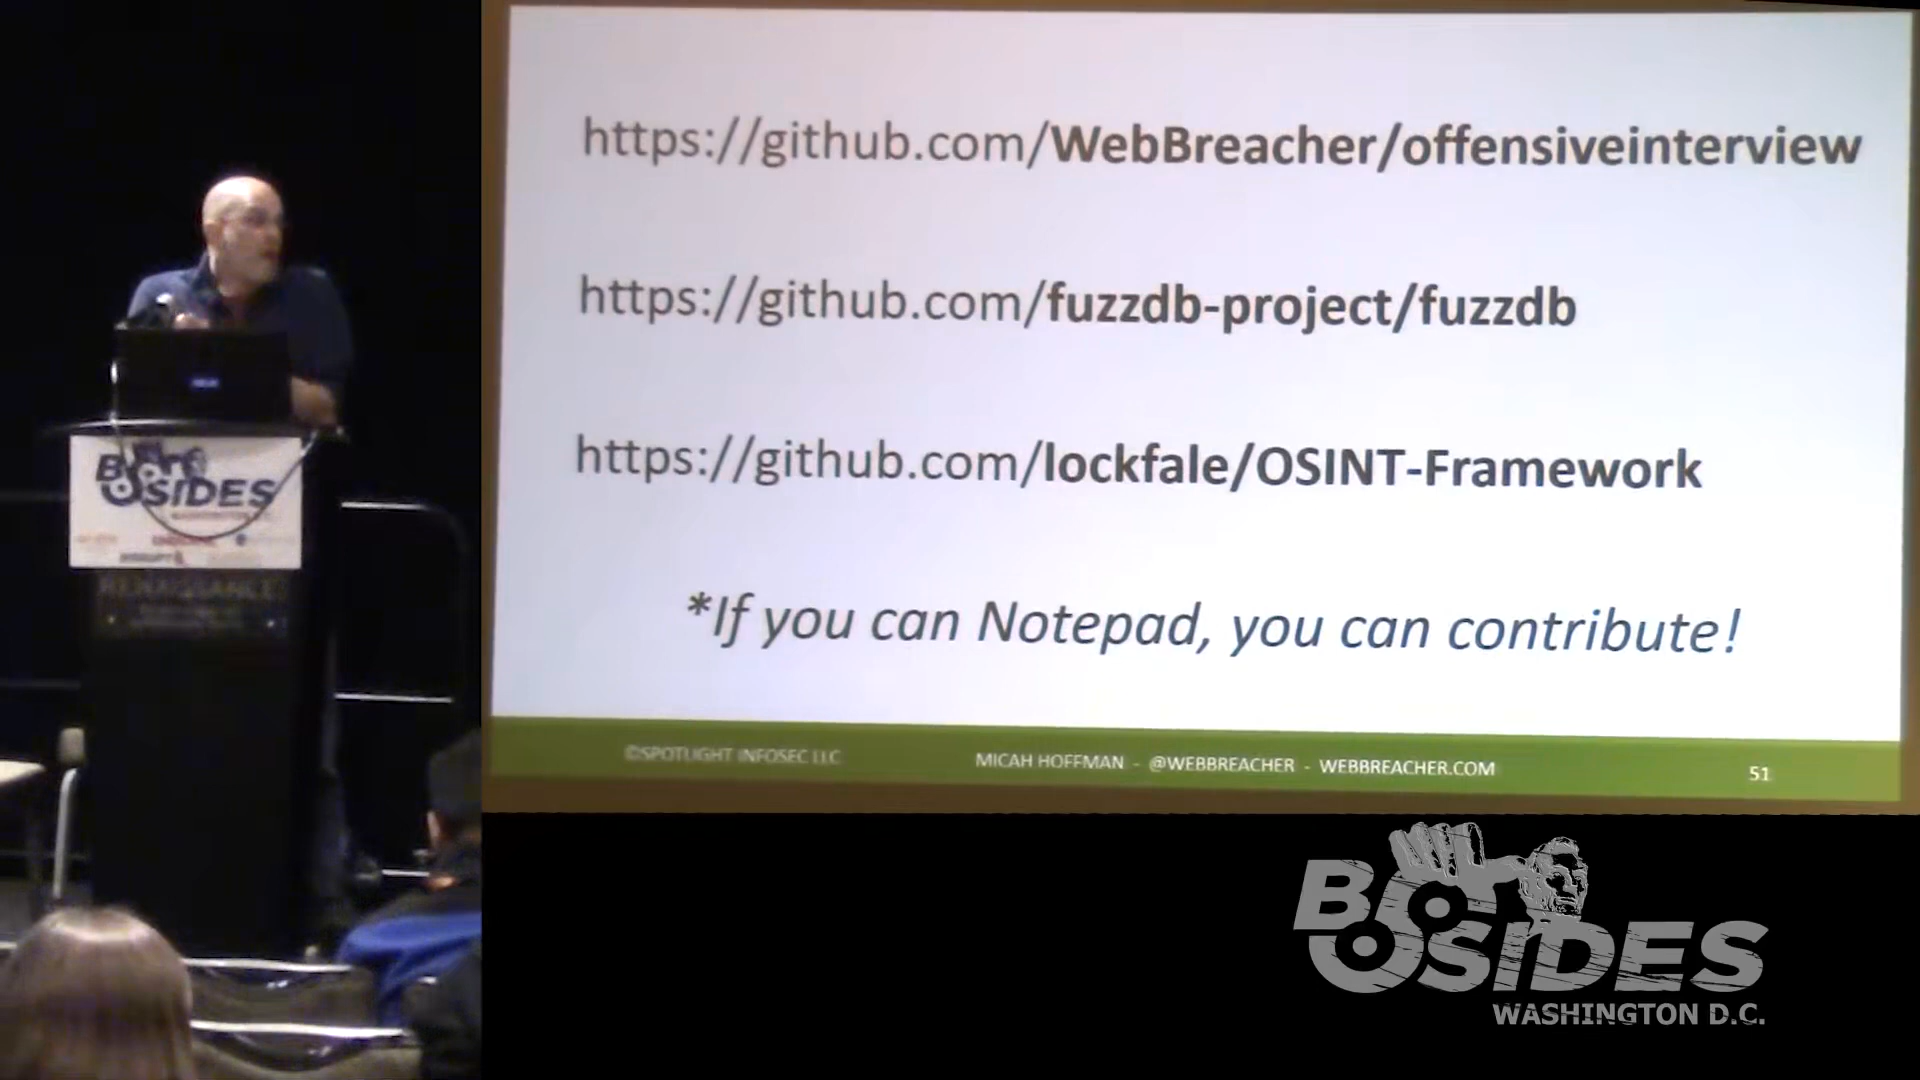 https://github.com/WebBreacher/offensiveinterview
https://github.com/fuzzdb-project/fuzzdb
https://github.com/lockfale/OSINT-Framework
*If you can Notepad, you can contribute!
©SPOTLIGHT INFOSEC LLC
MICAH HOFFMAN - @WEBBREACHER - WEBBREACHER.COM
51
BSIDES
RENAISSANCE
BSIDES
WASHINGTON D.C.